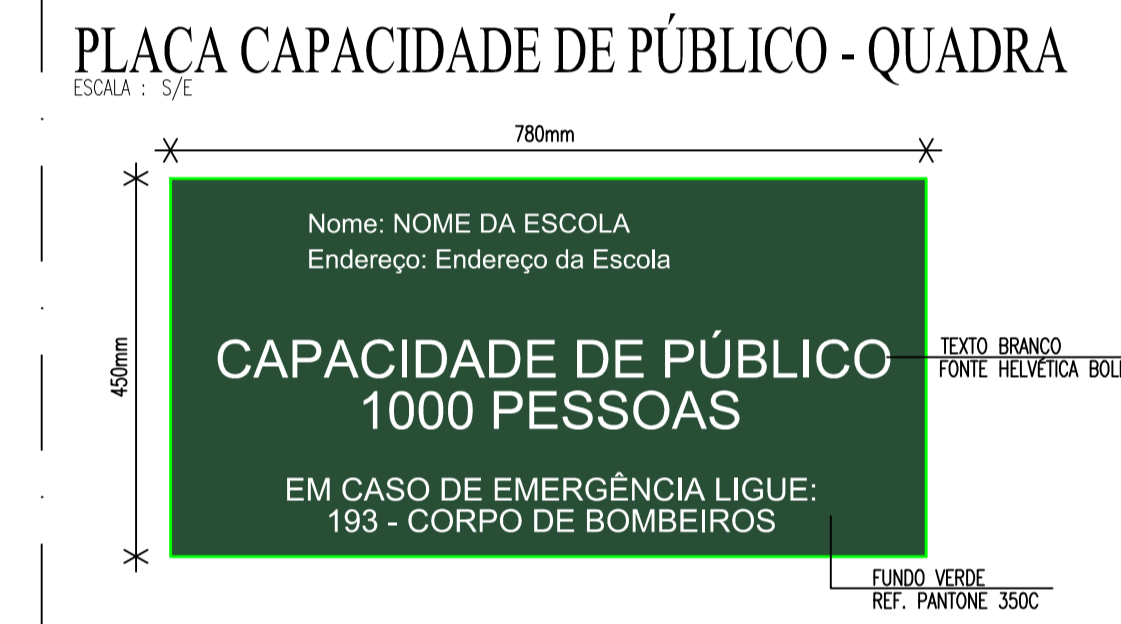 PLACA CAPACIDADE DE PÚBLICO - QUADRA
ESCALA : S/E
780mm
450mm
Nome: NOME DA ESCOLA
Endereço: Endereço da Escola
CAPACIDADE DE PÚBLICO
1000 PESSOAS
EM CASO DE EMERGÊNCIA LIGUE:
193 - CORPO DE BOMBEIROS
TEXTO BRANCO
FONTE HELVÉTICA
FUNDO VERDE
REF. PANTONE 350C